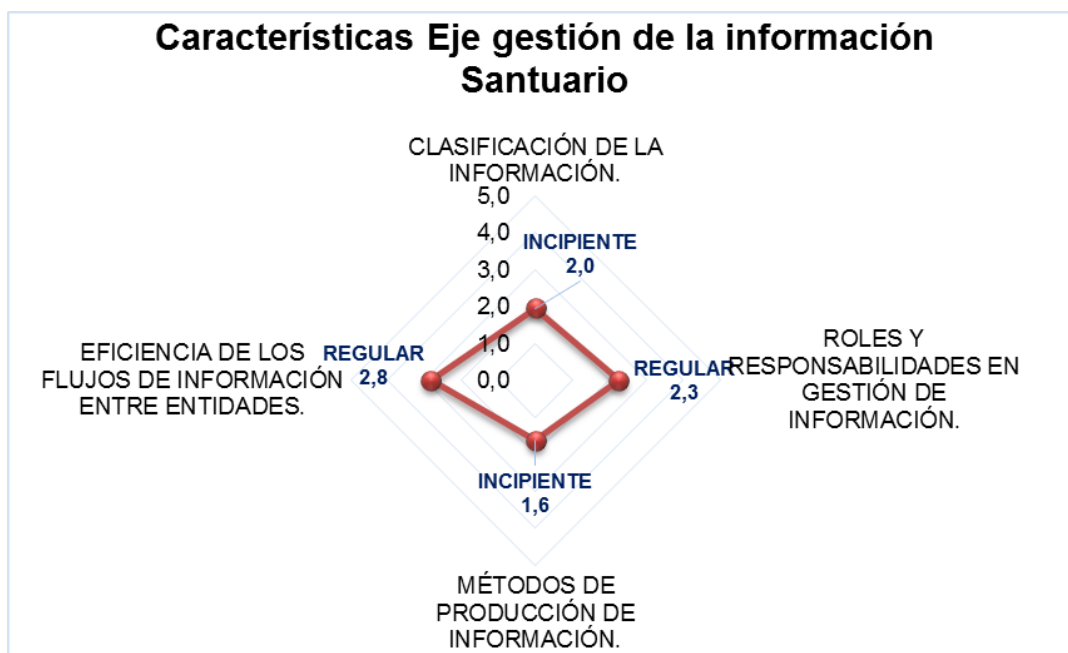 Características Eje gestión de la información
Santuario
CLASIFICACIÓN DE LA
INFORMACIÓN.
5,0
4,0
3,0
2,0
1,0
0,0
INCIPIENTE
2,0
ROLES Y
RESPONSABILIDADES EN
GESTIÓN DE
INFORMACIÓN.
REGULAR
2,3
INCIPIENTE
1,6
MÉTODOS DE
PRODUCCIÓN DE
INFORMACIÓN.
EFICIENCIA DE LOS
FLUJOS DE INFORMACIÓN
ENTRE ENTIDADES.
REGULAR
2,8